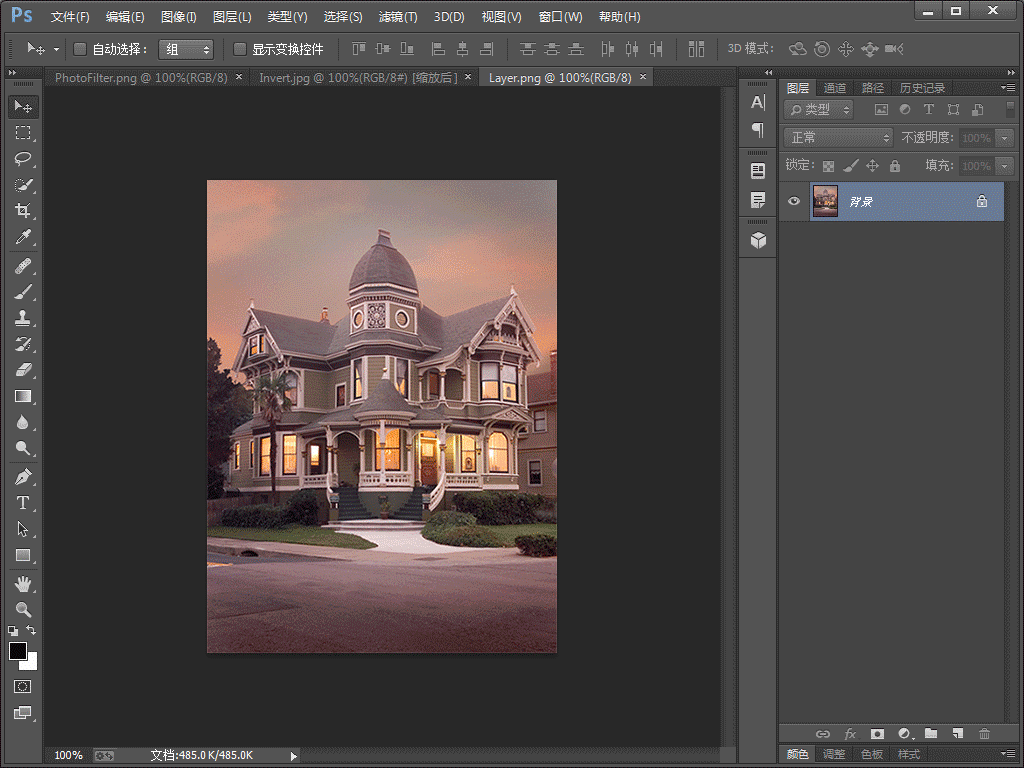 Ps 文件(F) 编辑(E) 图像(I) 图层(L) 类型(Y) 选择(S) 滤镜(T) 3D(D) 视图(V) 窗口(W) 帮助(H)
自动选择： 组 显示变换控件 3D 模式：
PhotoFilter.png @ 100%(RGB/8) × Invert.jpg @ 100%(RGB/8#) [缩放后] × Layer.png @ 100%(RGB/8) ×
图层 通道 路径 历史记录
类型
正常 不透明度： 100%
锁定： 填充： 100%
背景
fx
100% 文档:485.0K/485.0K
颜色 调整 色板 样式